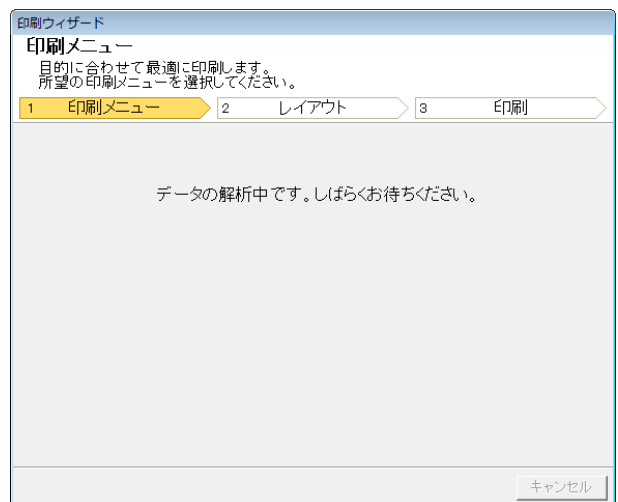 印刷ウィザード
印刷メニュー
目的に合わせて最適に印刷します。
所望の印刷メニューを選択してください。
1 印刷メニュー 2 レイアウト 3 印刷
データの解析中です。しばらくお待ちください。
キャンセル